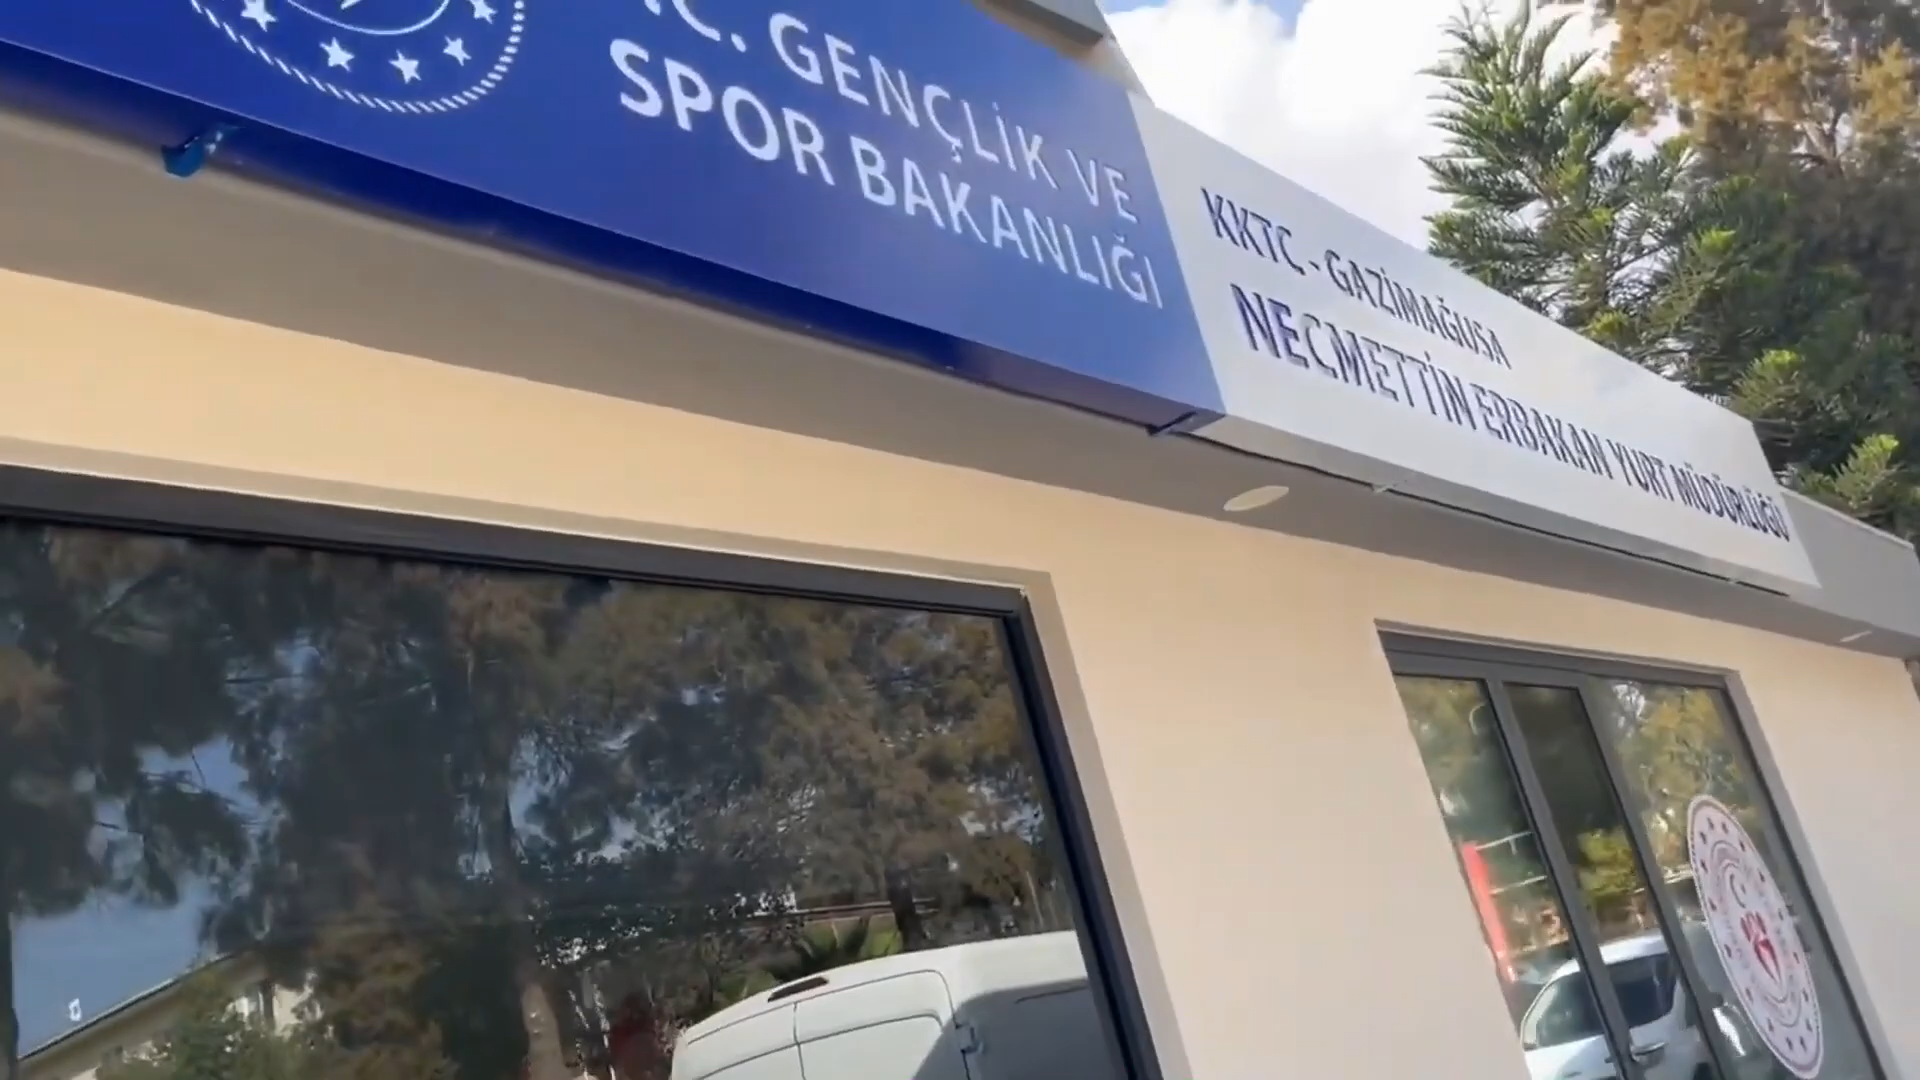 T.C. GENÇLİK VE
SPOR BAKANLIĞI
KKTC - GAZİMAĞUSA
NECMETTİN ERBAKAN YURT MÜDÜRLÜĞÜ